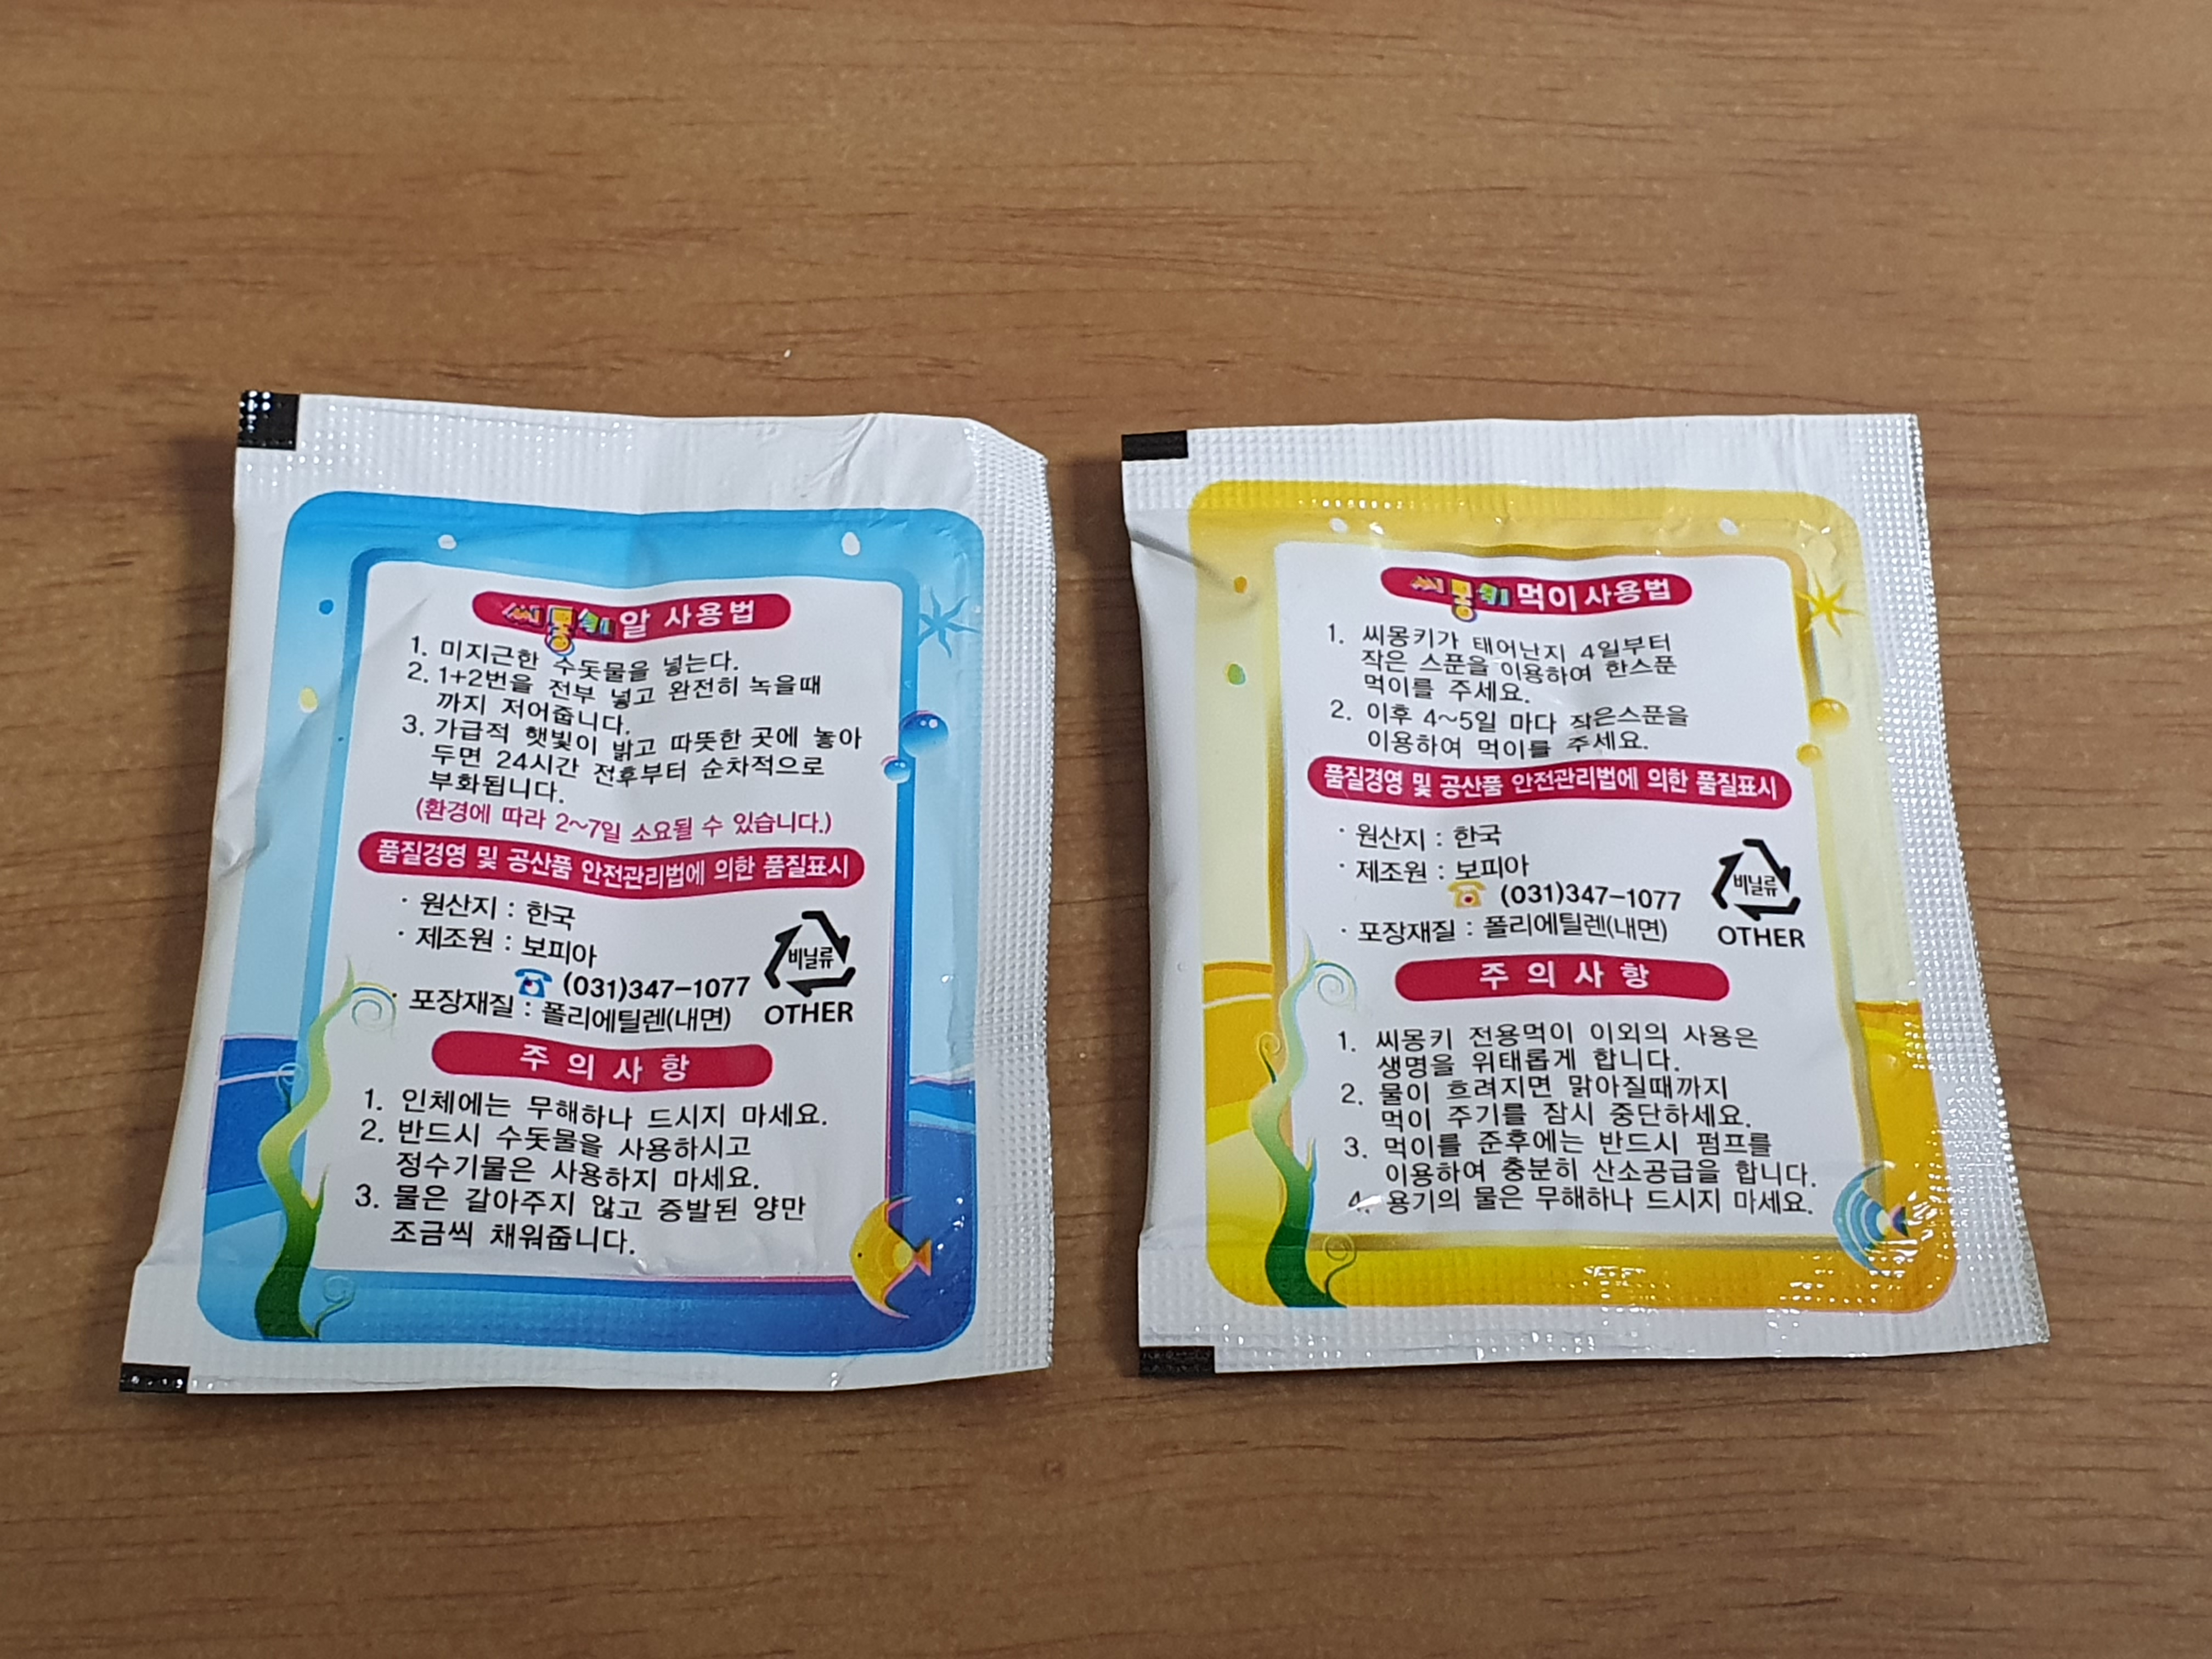 씨몽키 알 사용법
1. 미지근한 수돗물을 넣는다.
2. 1+2번을 전부 넣고 완전히 녹을때
까지 저어줍니다.
3. 가급적 햇빛이 밝고 따뜻한 곳에 놓아
두면 24시간 전후부터 순차적으로
부화됩니다.
(환경에 따라 2~7일 소요될 수 있습니다.)
품질경영 및 공산품 안전관리법에 의한 품질표시
· 원산지 : 한국
· 제조원 : 보피아
☎ (031)347-1077
· 포장재질 : 폴리에틸렌(내면)
비닐류
OTHER
주의사항
1. 인체에는 무해하나 드시지 마세요.
2. 반드시 수돗물을 사용하시고
정수기물은 사용하지 마세요.
3. 물은 갈아주지 않고 증발된 양만
조금씩 채워줍니다.
씨몽키 먹이사용법
1. 씨몽키가 태어난지 4일부터
작은 스푼을 이용하여 한스푼
먹이를 주세요.
2. 이후 4~5일 마다 작은스푼을
이용하여 먹이를 주세요.
품질경영 및 공산품 안전관리법에 의한 품질표시
· 원산지 : 한국
· 제조원 : 보피아
☎ (031)347-1077
· 포장재질 : 폴리에틸렌(내면)
비닐류
OTHER
주의사항
1. 씨몽키 전용먹이 이외의 사용은
생명을 위태롭게 합니다.
2. 물이 흐려지면 맑아질때까지
먹이 주기를 잠시 중단하세요.
3. 먹이를 준후에는 반드시 펌프를
이용하여 충분히 산소공급을 합니다.
4. 용기의 물은 무해하나 드시지 마세요.